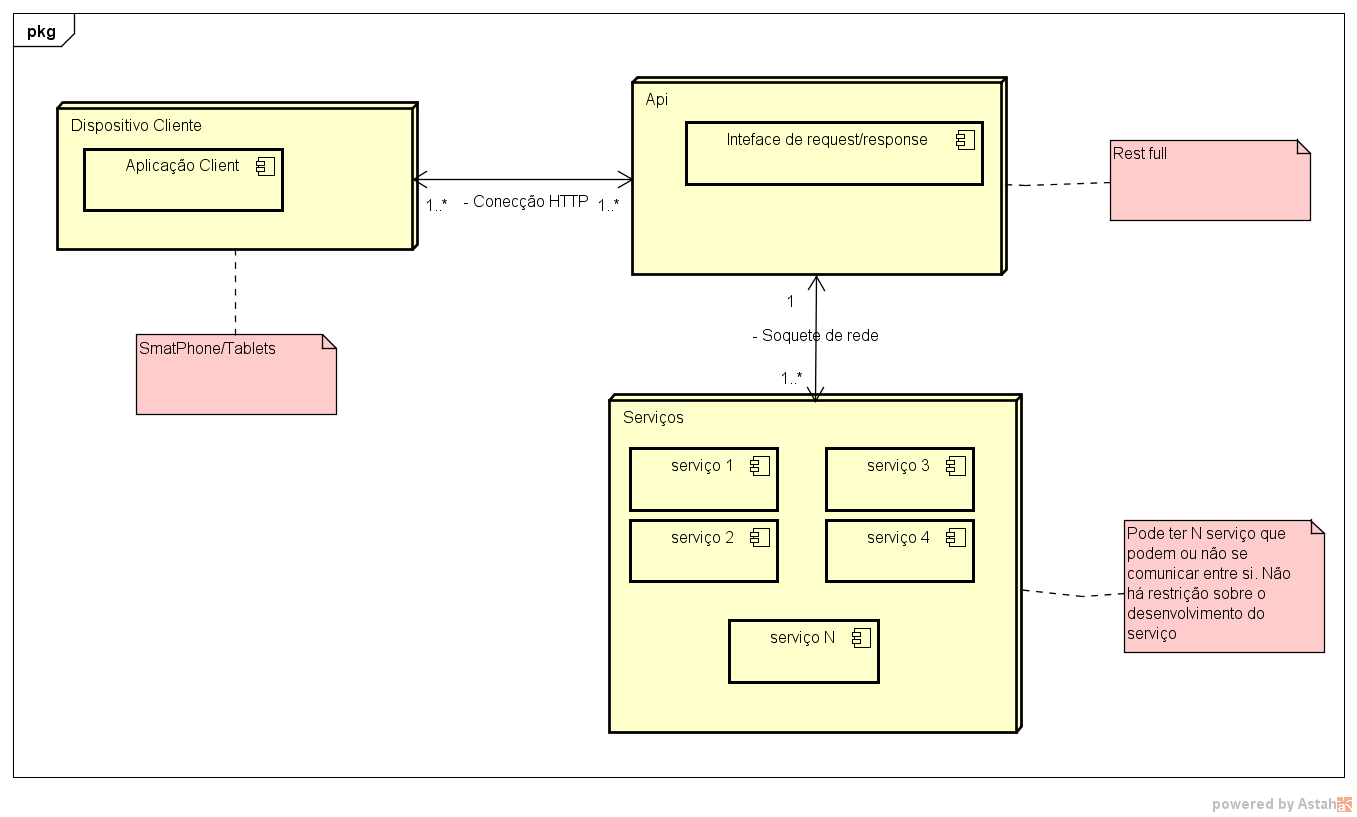 pkg
Dispositivo Cliente
Aplicação Client
Api
Inteface de request/response
Rest full
1..*
- Conecção HTTP
1..*
1
- Soquete de rede
1..*
SmatPhone/Tablets
Serviços
serviço 1
serviço 3
serviço 2
serviço 4
serviço N
Pode ter N serviço que
podem ou não se
comunicar entre si. Não
há restrição sobre o
desenvolvimento do
serviço
powered by Astah